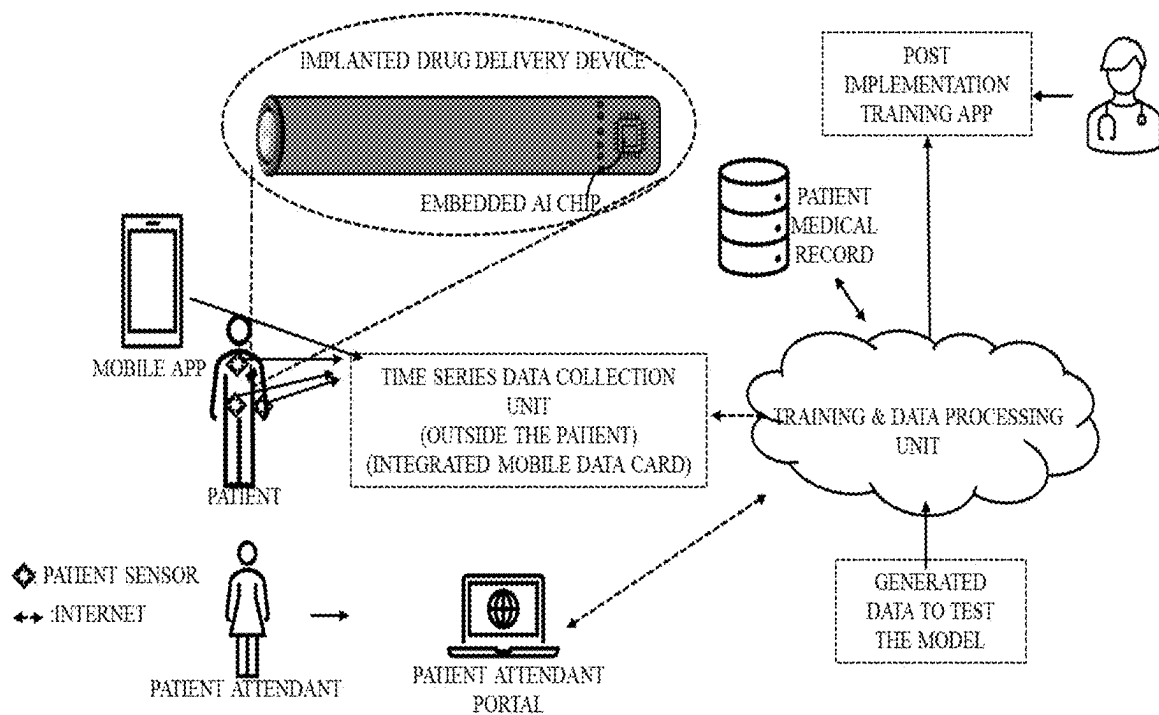 IMPLANTED DRUG DELIVERY DEVICE
EMBEDDED AI CHIP
POST
IMPLEMENTATION
TRAINING APP
PATIENT
MEDICAL
RECORD
MOBILE APP
PATIENT
TIME SERIES DATA COLLECTION
UNIT
(OUTSIDE THE PATIENT)
(INTEGRATED MOBILE DATA CARD)
TRAINING & DATA PROCESSING
UNIT
PATIENT SENSOR
:INTERNET
PATIENT ATTENDANT
PATIENT ATTENDANT
PORTAL
GENERATED
DATA TO TEST
THE MODEL